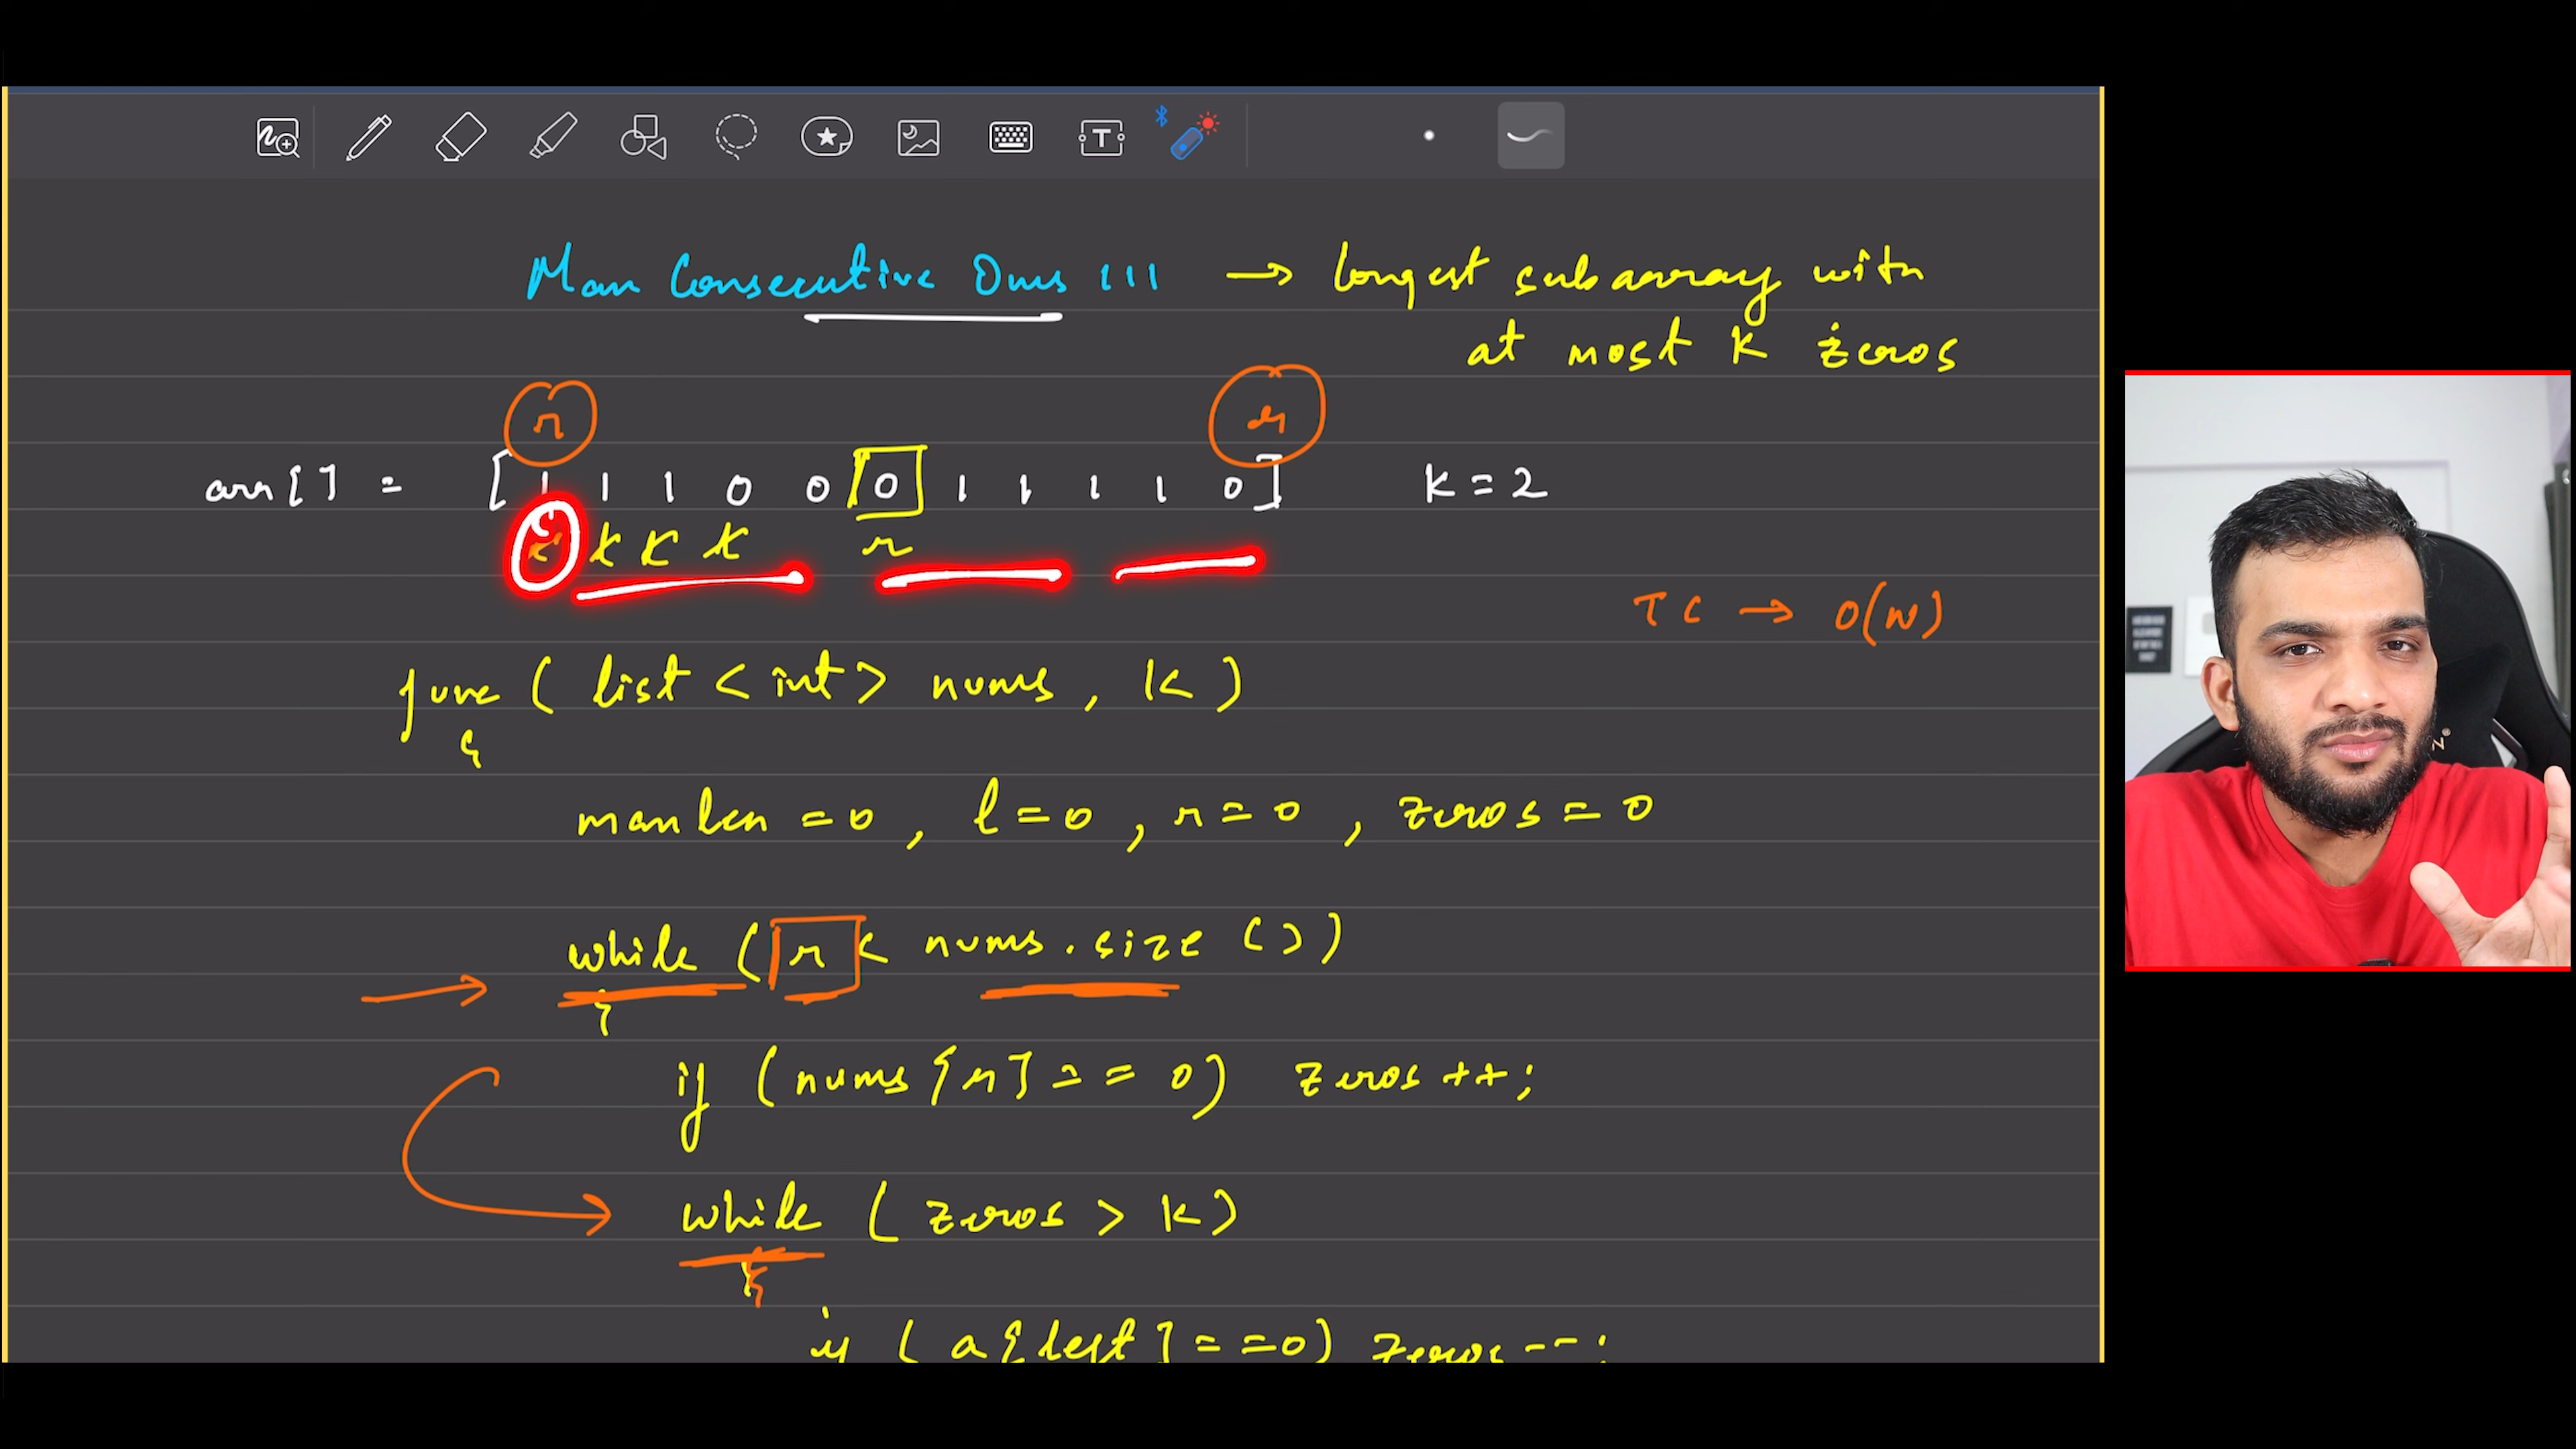 Max Consecutive Ones III → longest subarray with
at most K zeros
r r
arr[] = [1 1 1 0 0 0 1 1 1 1 0] K = 2
r
TC → O(N)
func ( list < int > nums , K )
{
maxlen = 0 , l = 0 , r = 0 , zeros = 0
while ( r < nums . size ( ) )
{
if ( nums [ r ] == 0 ) zeros ++ ;
while ( zeros > K )
{
if ( a [ left ] == 0 ) zeros -- ;